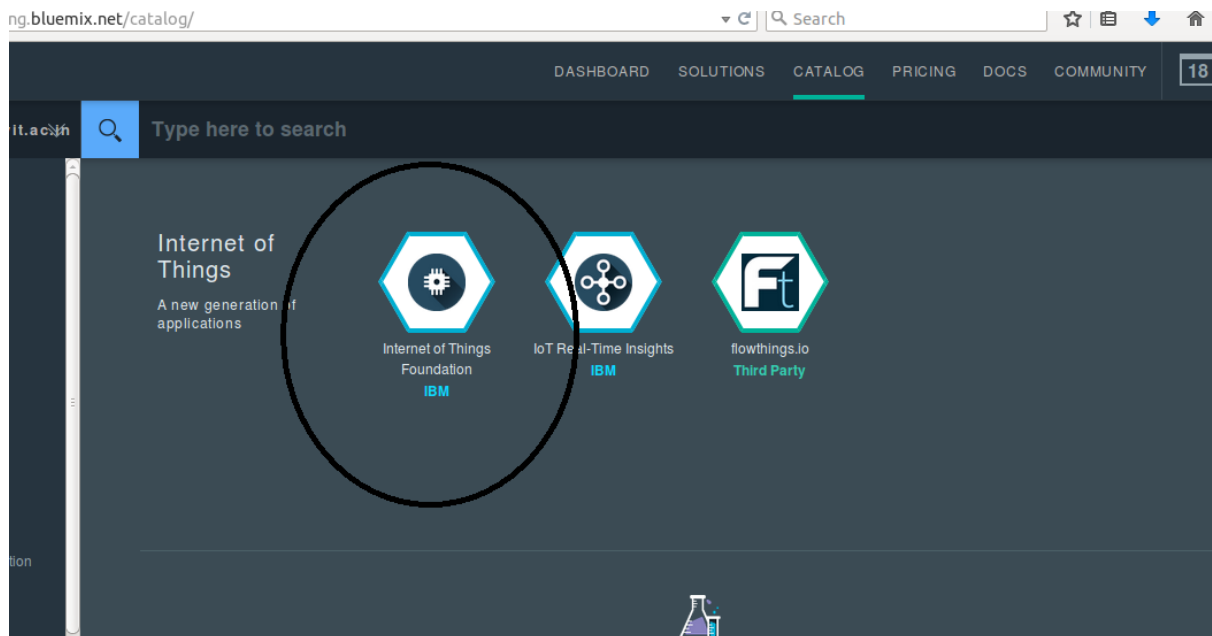 ng.bluemix.net/catalog/
Search
DASHBOARD SOLUTIONS CATALOG PRICING DOCS COMMUNITY 18
Type here to search
Internet of
Things
A new generation of
applications
Internet of Things
Foundation
IBM
IoT Real-Time Insights
IBM
Ft
flowthings.io
Third Party
tion